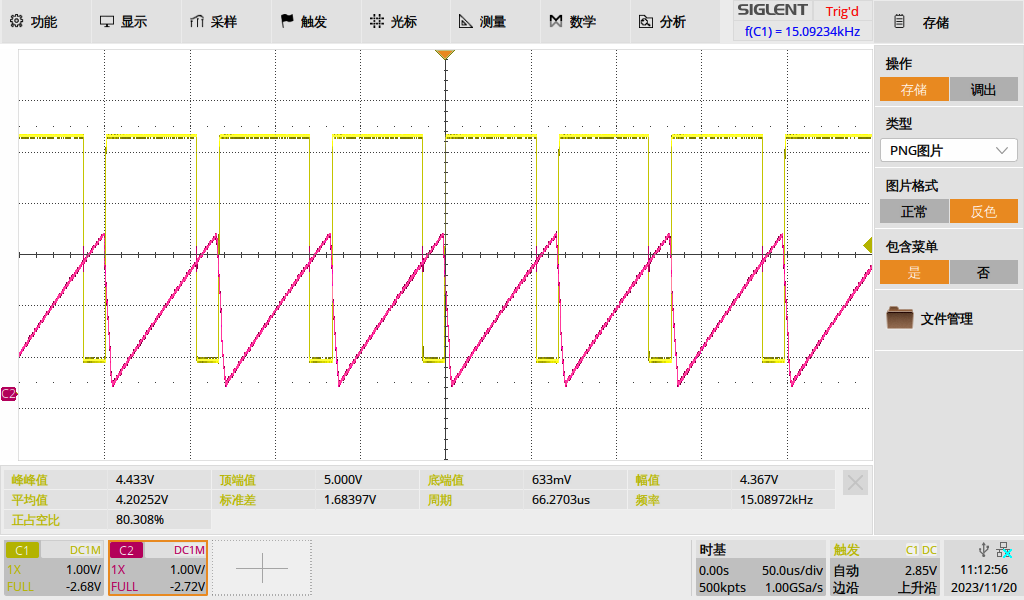 功能 显示 采样 触发 光标 测量 数学 分析 SIGLENT Trig'd 存储
f(C1) = 15.09234kHz
操作
存储 调出
类型
PNG图片
图片格式
正常 反色
包含菜单
是 否
文件管理
C2
峰峰值 4.433V 顶端值 5.000V 底端值 633mV 幅值 4.367V
平均值 4.20252V 标准差 1.68397V 周期 66.2703us 频率 15.08972kHz
正占空比 80.308%
C1 DC1M C2 DC1M 时基 触发 C1 DC
1X 1.00V/ 1X 1.00V/ 0.00s 50.0us/div 自动 2.85V 11:12:56
FULL -2.68V FULL -2.72V 500kpts 1.00GSa/s 边沿 上升沿 2023/11/20